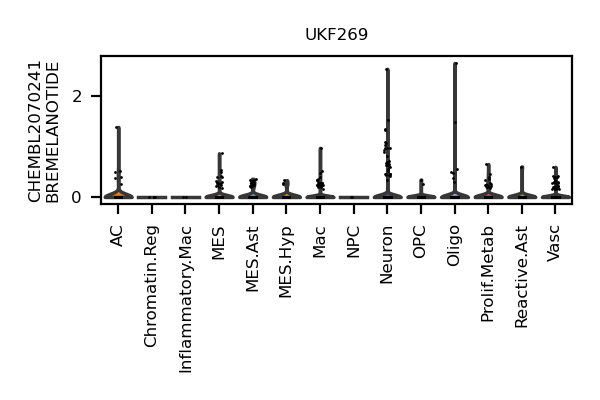 UKF269
CHEMBL2070241
BREMELANOTIDE
2
0
AC
Chromatin.Reg
Inflammatory.Mac
MES
MES.Ast
MES.Hyp
Mac
NPC
Neuron
OPC
Oligo
Prolif.Metab
Reactive.Ast
Vasc